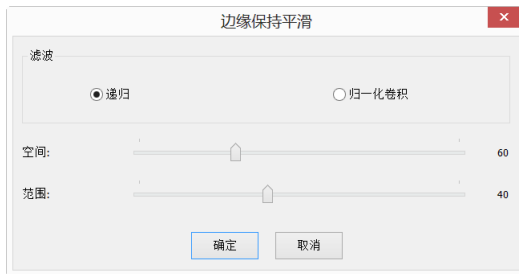 边缘保持平滑
滤波
递归
归一化卷积
空间: 60
范围: 40
确定
取消